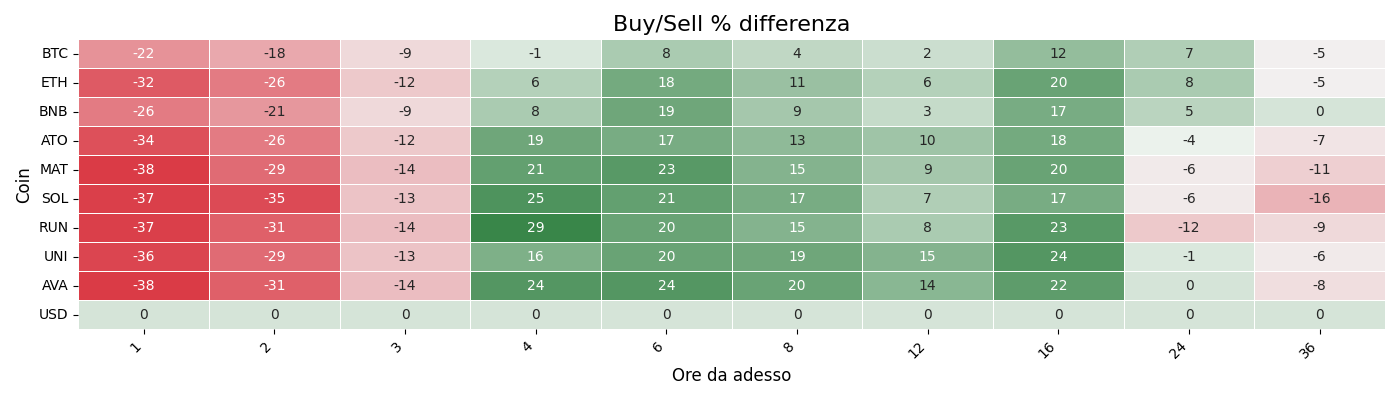 Buy/Sell % differenza
Coin
BTC -22 -18 -9 -1 8 4 2 12 7 -5
ETH -32 -26 -12 6 18 11 6 20 8 -5
BNB -26 -21 -9 8 19 9 3 17 5 0
ATO -34 -26 -12 19 17 13 10 18 -4 -7
MAT -38 -29 -14 21 23 15 9 20 -6 -11
SOL -37 -35 -13 25 21 17 7 17 -6 -16
RUN -37 -31 -14 29 20 15 8 23 -12 -9
UNI -36 -29 -13 16 20 19 15 24 -1 -6
AVA -38 -31 -14 24 24 20 14 22 0 -8
USD 0 0 0 0 0 0 0 0 0 0
1 2 3 4 6 8 12 16 24 36
Ore da adesso